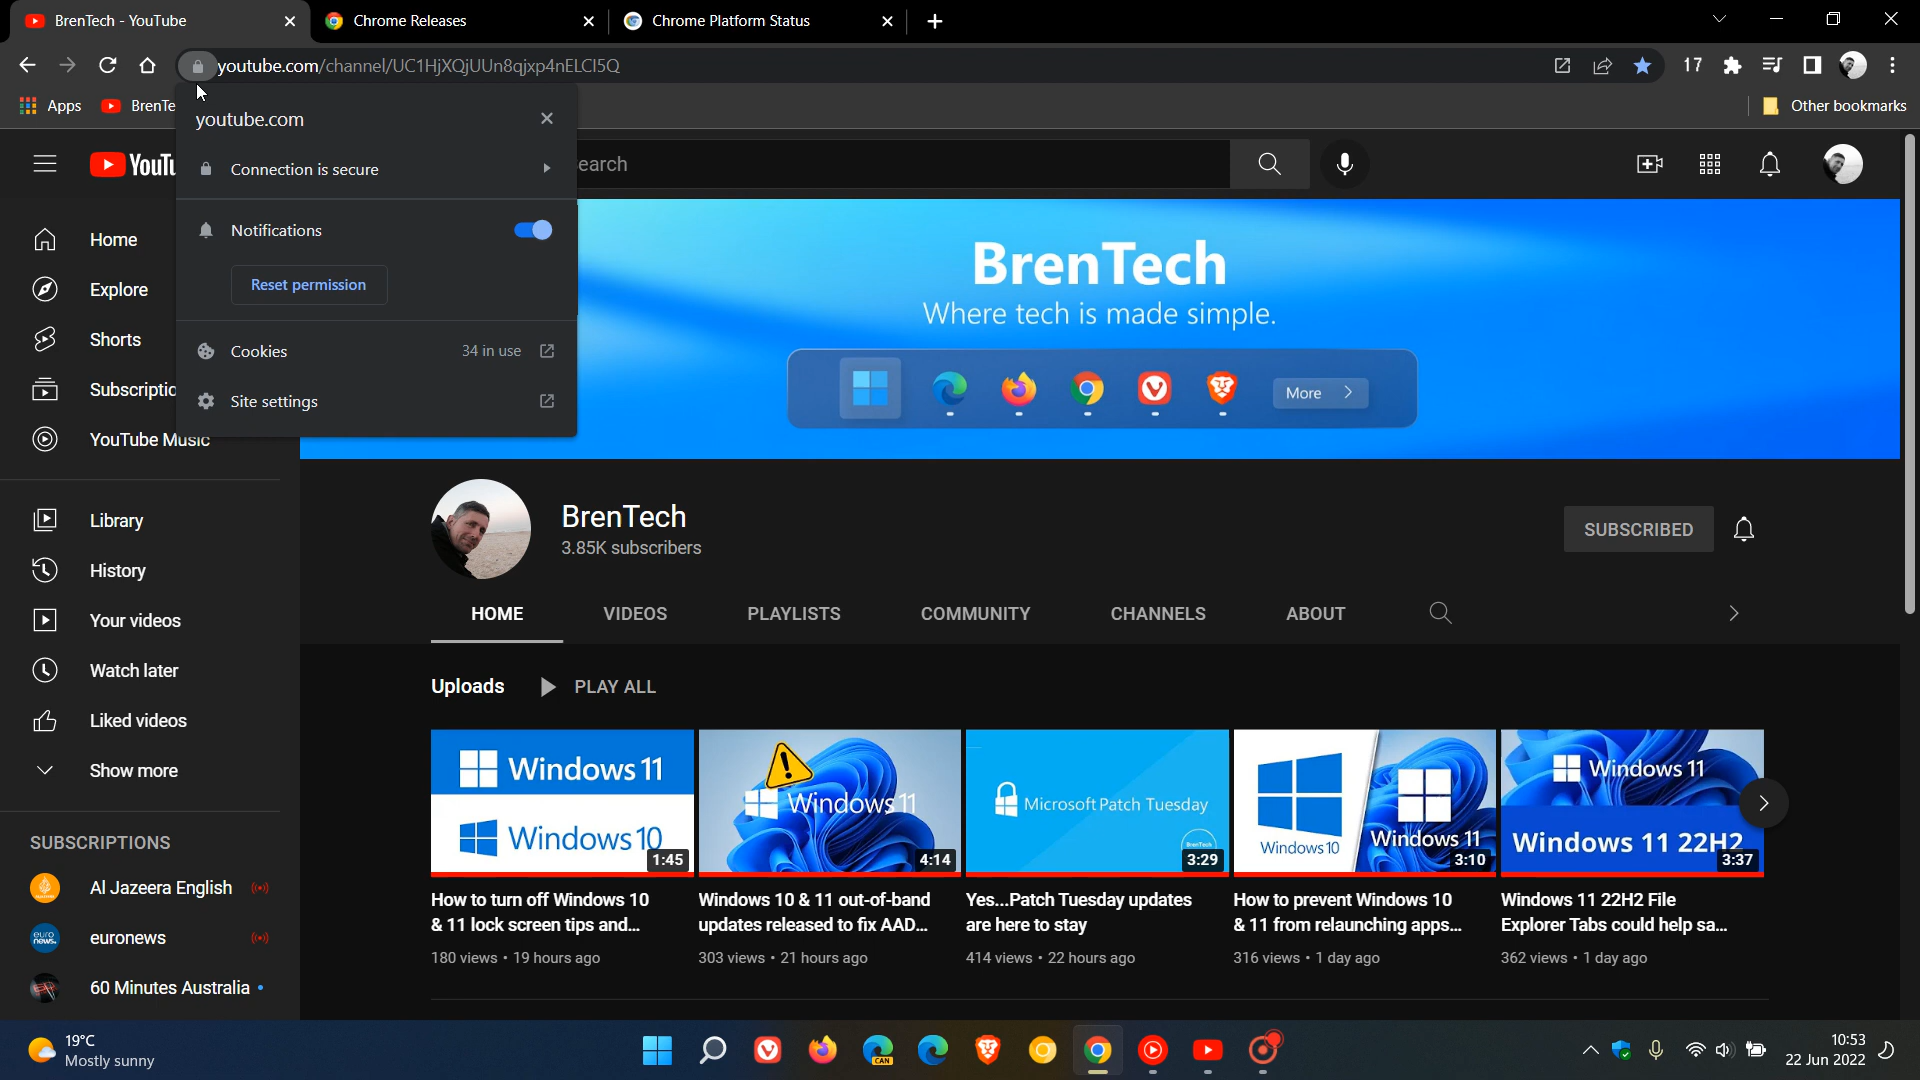 BrenTech - YouTube
Chrome Releases
Chrome Platform Status
youtube.com/channel/UC1HjXQjUUn8qjxp4nELCI5Q
17
Apps
BrenTe
Other bookmarks
youtube.com
Connection is secure
Notifications
Reset permission
Cookies
34 in use
Site settings
YouTu
earch
Home
Explore
Shorts
Subscriptio
YouTube Music
Library
History
Your videos
Watch later
Liked videos
Show more
SUBSCRIPTIONS
Al Jazeera English
euro
news.
euronews
60 Minutes Australia
BrenTech
Where tech is made simple.
More
BrenTech
3.85K subscribers
SUBSCRIBED
HOME
VIDEOS
PLAYLISTS
COMMUNITY
CHANNELS
ABOUT
Uploads
PLAY ALL
Windows 11
Windows 10
1:45
How to turn off Windows 10
& 11 lock screen tips and...
180 views • 19 hours ago
Windows 11
4:14
Windows 10 & 11 out-of-band
updates released to fix AAD...
303 views • 21 hours ago
Microsoft Patch Tuesday
BrenTech
3:29
Yes...Patch Tuesday updates
are here to stay
414 views • 22 hours ago
Windows 10
Windows 11
3:10
How to prevent Windows 10
& 11 from relaunching apps...
316 views • 1 day ago
Windows 11
Windows 11 22H2
3:37
Windows 11 22H2 File
Explorer Tabs could help sa...
362 views • 1 day ago
19°C
Mostly sunny
CAN
10:53
22 Jun 2022